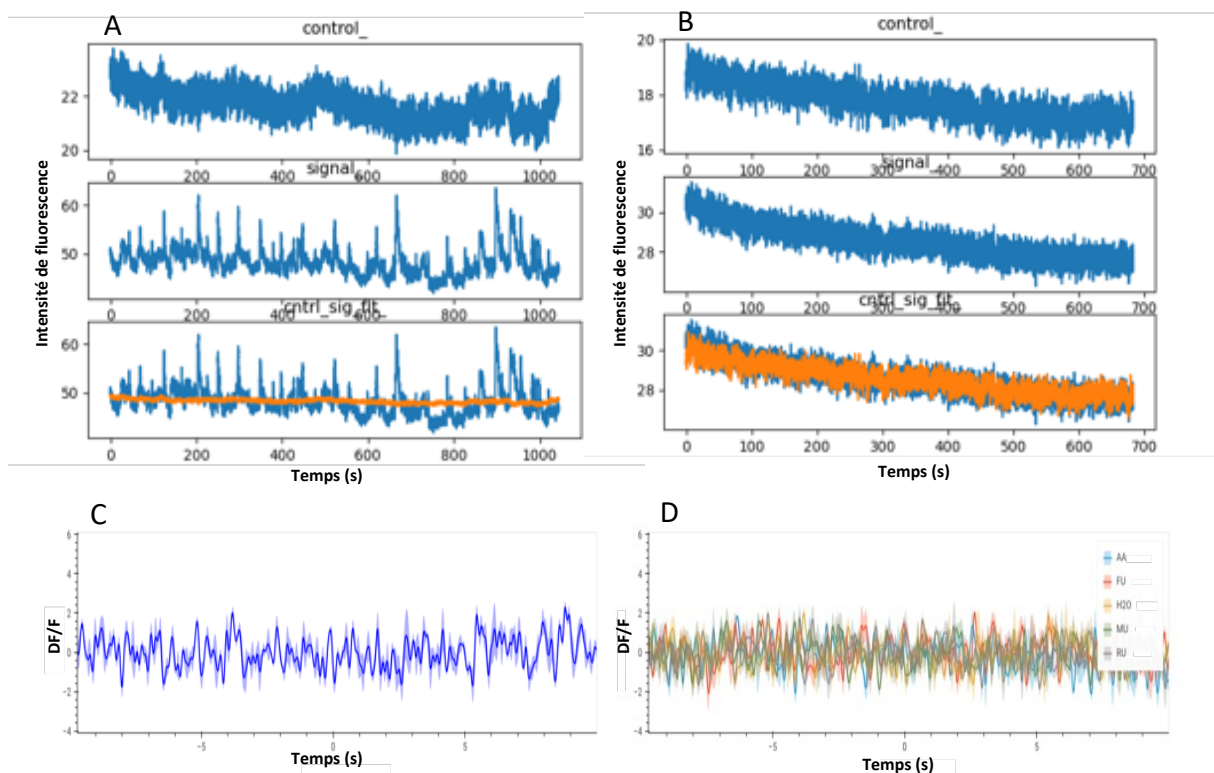 A
control_
22
20
0 200 400 600 800 1000
signal_
60
50
0 200 400 600 800 1000
cntrl_sig_fit_
60
50
0 200 400 600 800 1000
Intensité de fluorescence
Temps (s)
B
control_
20
18
16
0 100 200 300 400 500 600 700
signal_
30
28
0 100 200 300 400 500 600 700
cntrl_sig_fit_
30
28
0 100 200 300 400 500 600 700
Intensité de fluorescence
Temps (s)
C
6
4
2
0
-2
-4
DF/F
-5 0 5
Temps (s)
D
6
4
2
0
-2
-4
DF/F
AA
FU
H2O
MU
RU
-5 0 5
Temps (s)